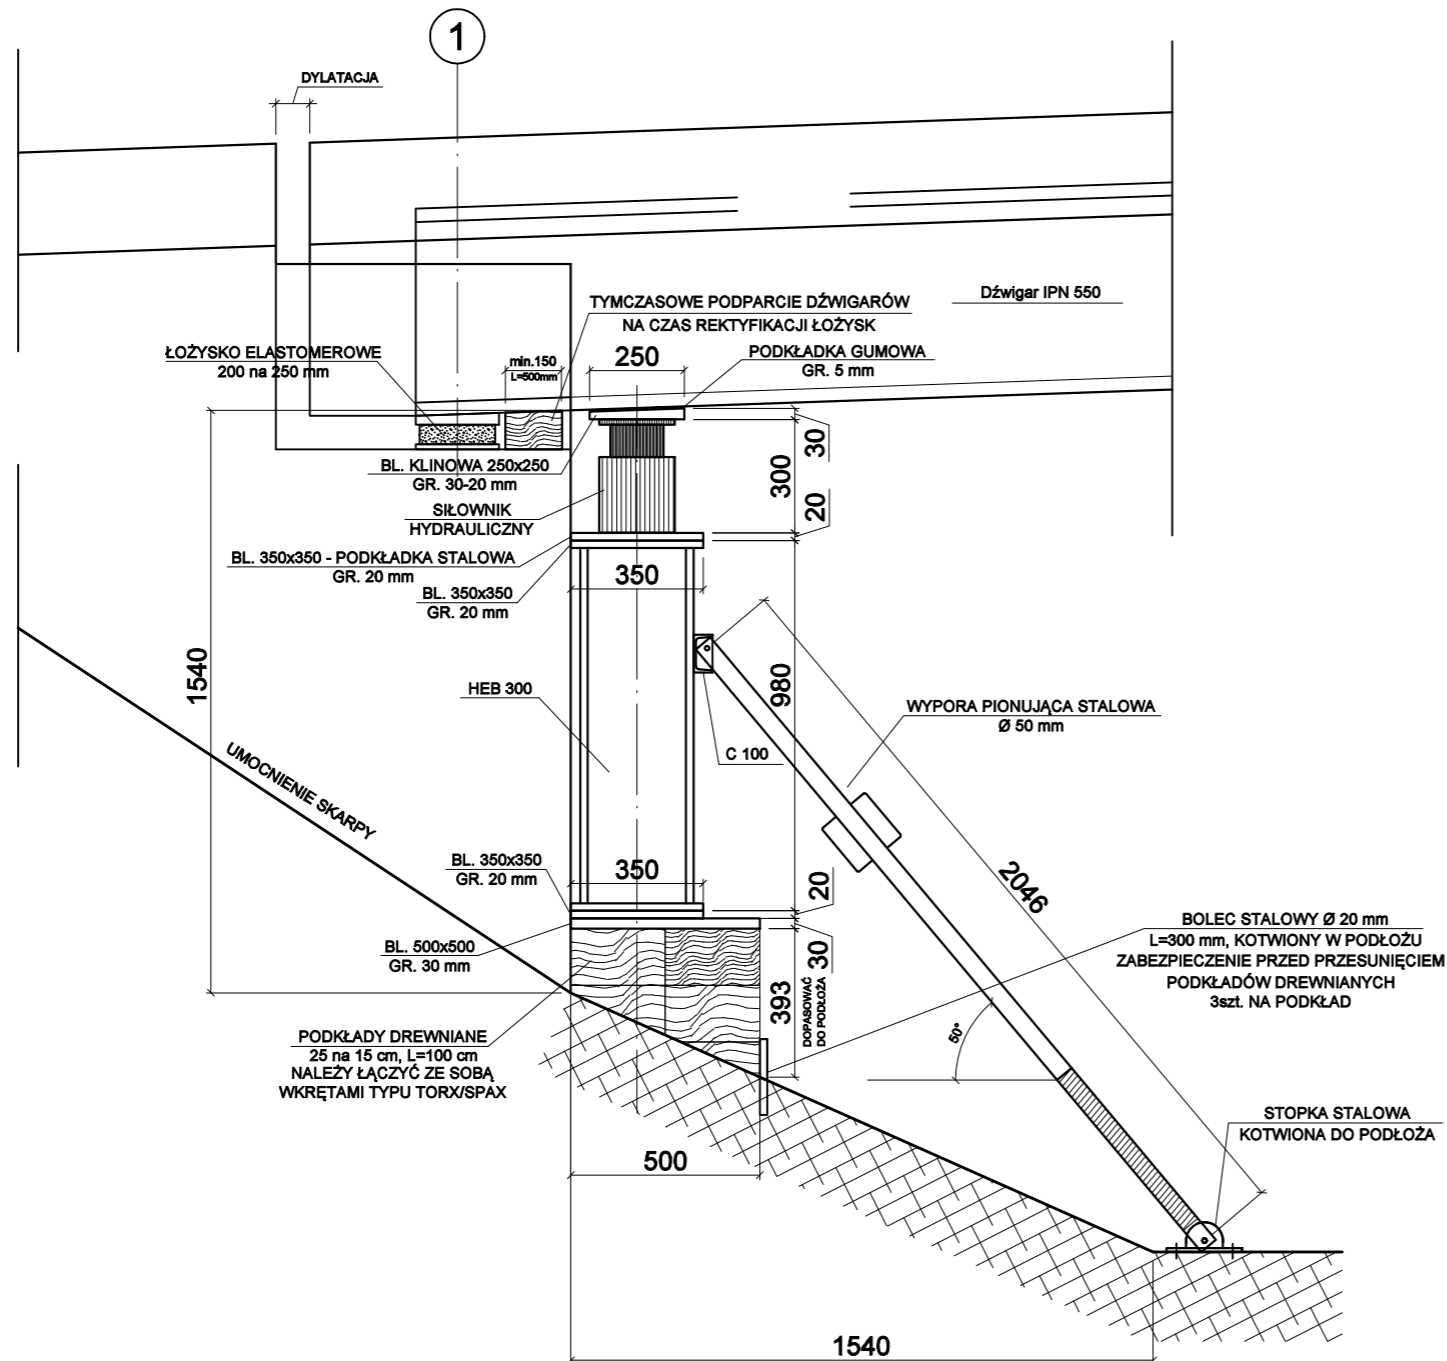 1
DYLATACJA
Dźwigar IPN 550
TYMCZASOWE PODPARCIE DŹWIGARÓW
NA CZAS REKTYFIKACJI ŁOŻYSK
ŁOŻYSKO ELASTOMEROWE
200 na 250 mm
min.150
L=500mm
250
PODKŁADKA GUMOWA
GR. 5 mm
30
300
20
BL. KLINOWA 250x250
GR. 30-20 mm
SIŁOWNIK
HYDRAULICZNY
BL. 350x350 - PODKŁADKA STALOWA
GR. 20 mm
350
BL. 350x350
GR. 20 mm
1540
HEB 300
980
C 100
WYPORA PIONUJĄCA STALOWA
Ø 50 mm
UMOCNIENIE SKARPY
2046
BL. 350x350
GR. 20 mm
350
20
BL. 500x500
GR. 30 mm
30
393
DOPASOWAĆ
DO PODŁOŻA
BOLEC STALOWY Ø 20 mm
L=300 mm, KOTWIONY W PODŁOŻU
ZABEZPIECZENIE PRZED PRZESUNIĘCIEM
PODKŁADÓW DREWNIANYCH
3szt. NA PODKŁAD
50°
PODKŁADY DREWNIANE
25 na 15 cm, L=100 cm
NALEŻY ŁĄCZYĆ ZE SOBĄ
WKRĘTAMI TYPU TORX/SPAX
STOPKA STALOWA
KOTWIONA DO PODŁOŻA
500
1540